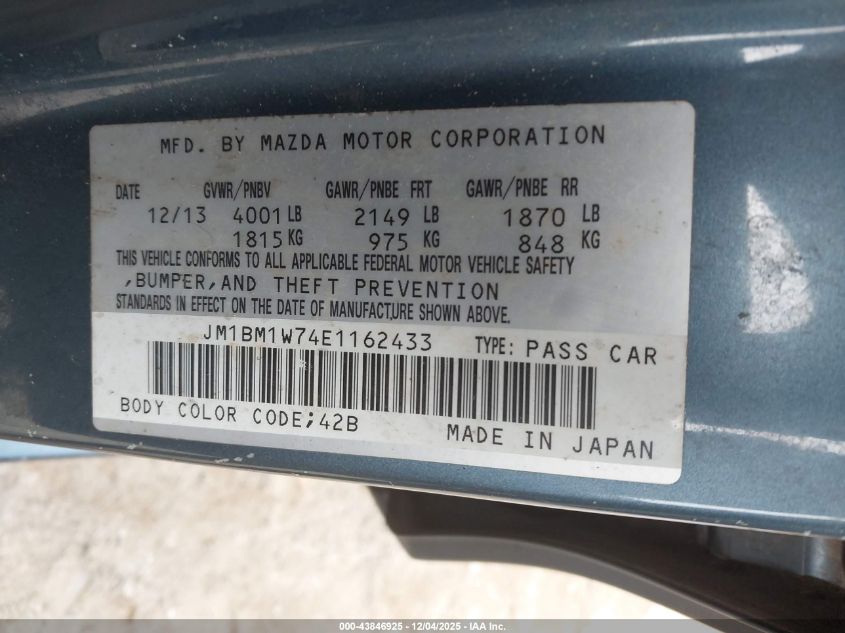 MFD. BY MAZDA MOTOR CORPORATION
DATE GVWR/PNBV GAWR/PNBE FRT GAWR/PNBE RR
12/13 4001 LB 2149 LB 1870 LB
1815 KG 975 KG 848 KG
THIS VEHICLE CONFORMS TO ALL APPLICABLE FEDERAL MOTOR VEHICLE SAFETY
,BUMPER,AND THEFT PREVENTION
STANDARDS IN EFFECT ON THE DATE OF MANUFACTURE SHOWN ABOVE.
JM1BM1W74E1162433 TYPE: PASS CAR
BODY COLOR CODE;42B
MADE IN JAPAN
000-43846925 - 12/04/2025 - IAA Inc.